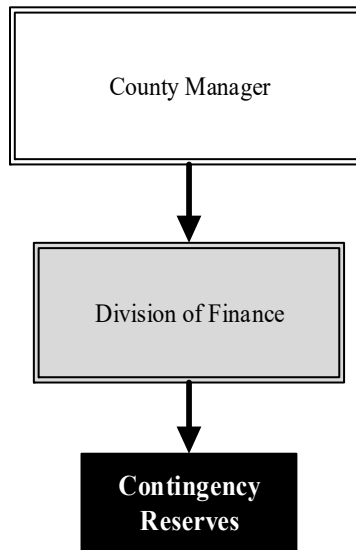 County Manager
Division of Finance
Contingency
Reserves